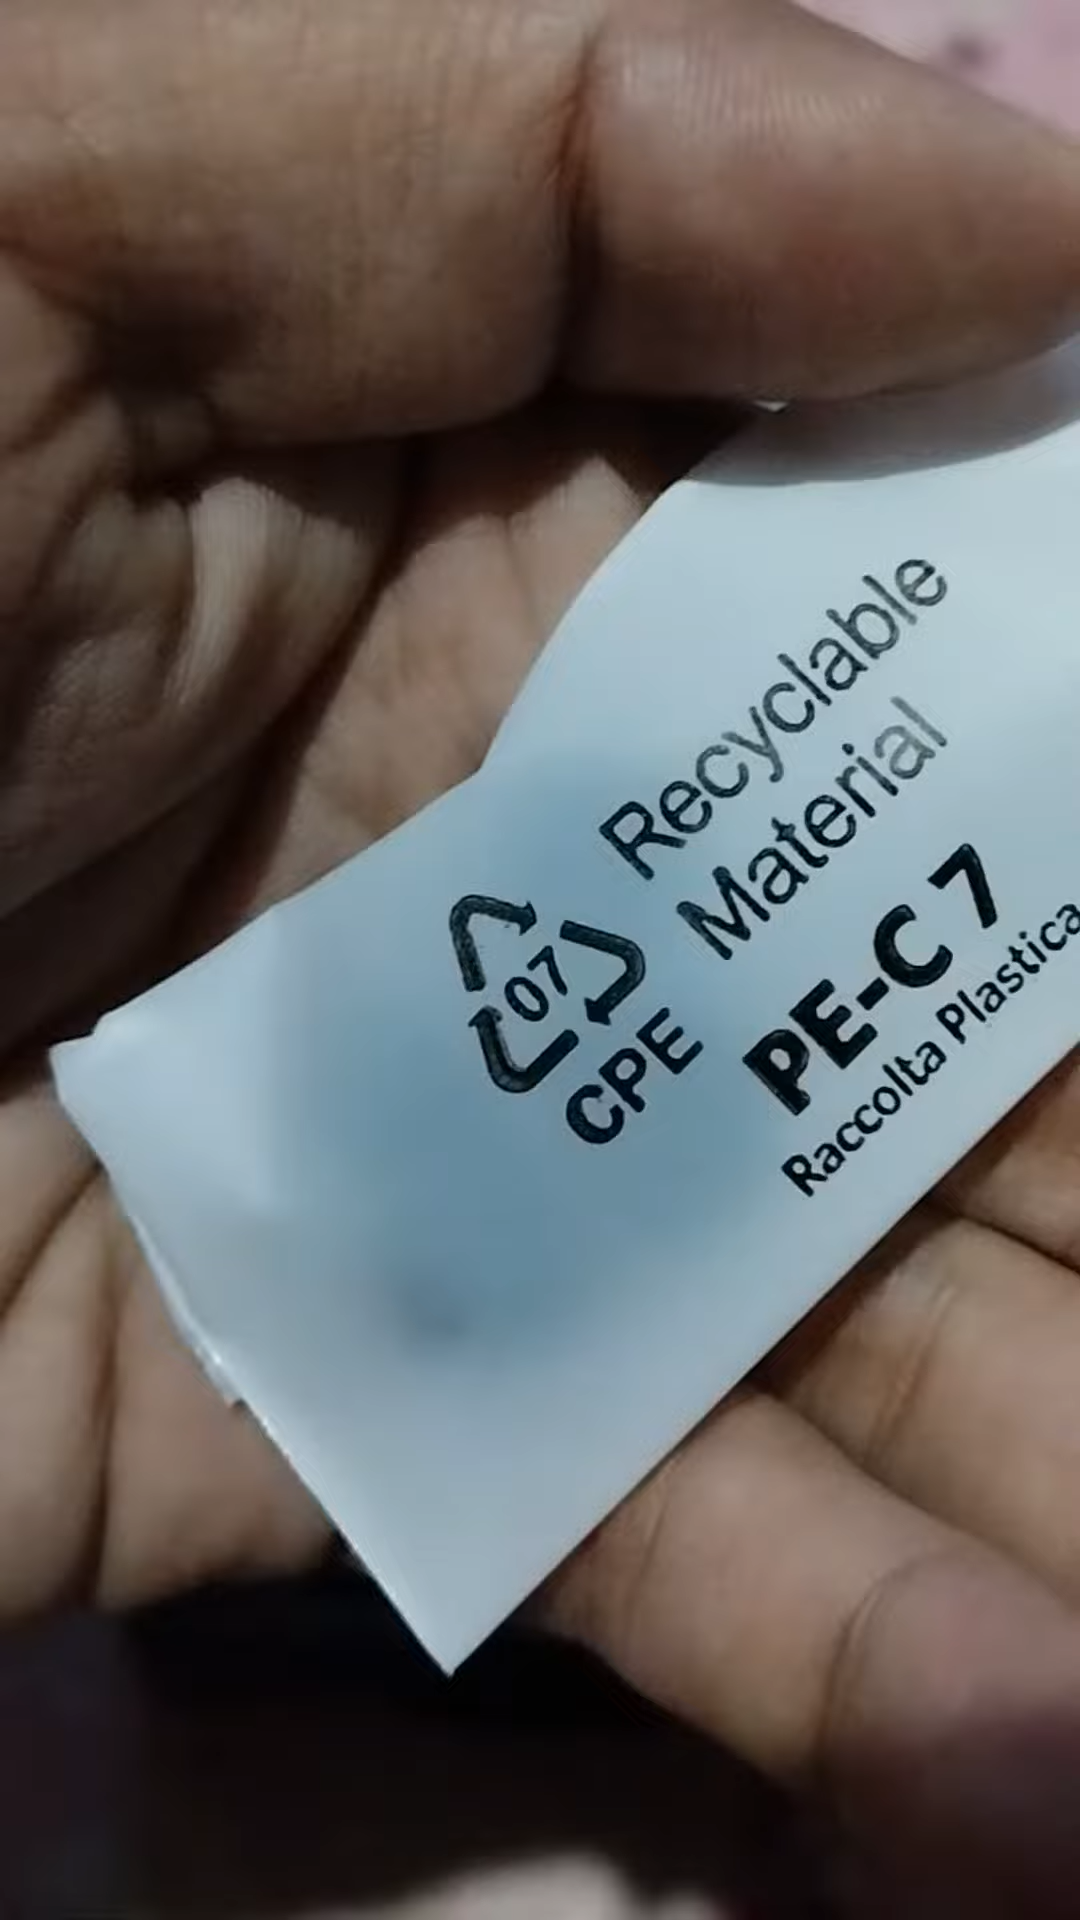 Recyclable
Material
07
CPE
PE-C 7
Raccolta Plastica